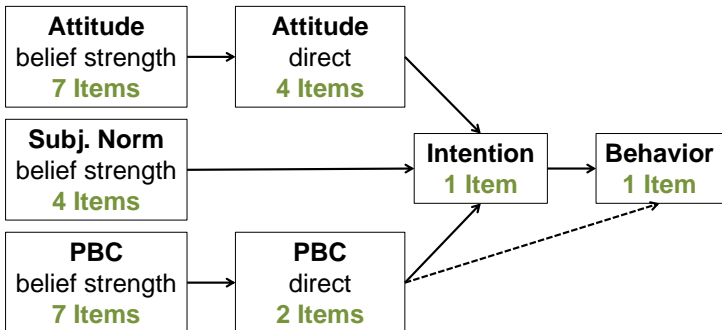 Attitude
belief strength
7 Items
Attitude
direct
4 Items
Subj. Norm
belief strength
4 Items
Intention
1 Item
Behavior
1 Item
PBC
belief strength
7 Items
PBC
direct
2 Items